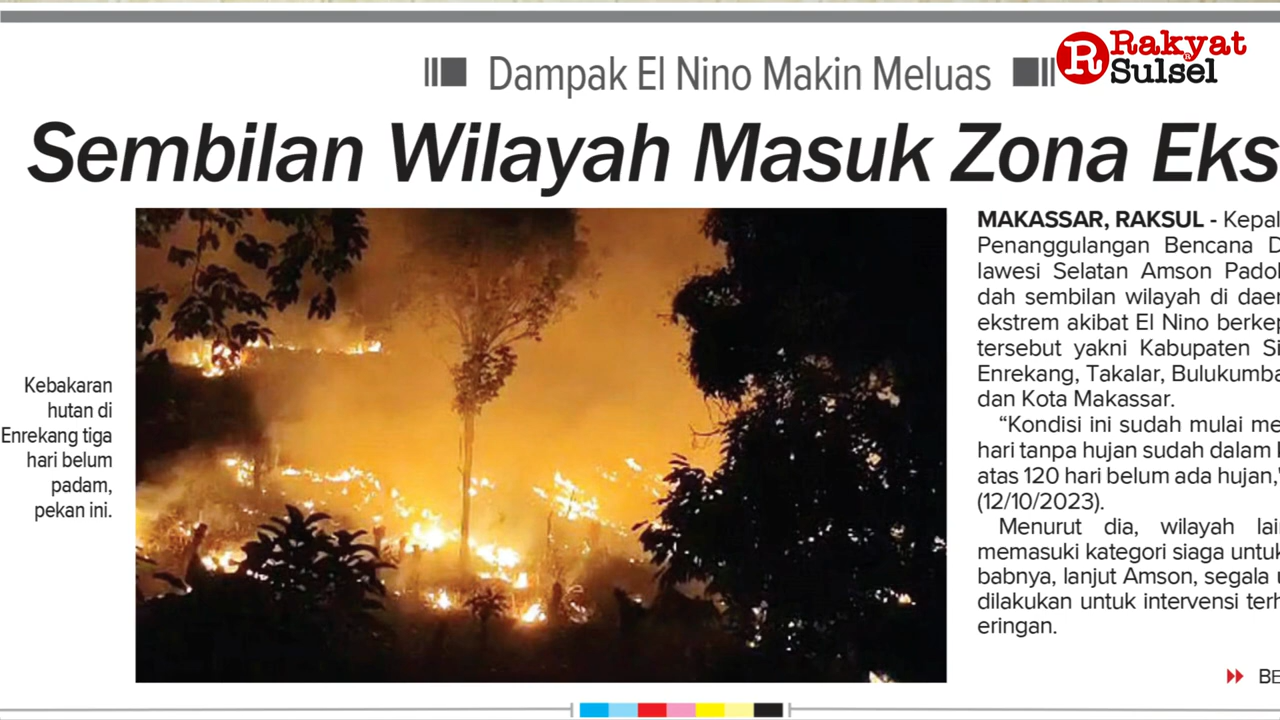 Dampak El Nino Makin Meluas
Rakyat
Sulsel
Sembilan Wilayah Masuk Zona Eks
Kebakaran
hutan di
Enrekang tiga
hari belum
padam,
pekan ini.
MAKASSAR, RAKSUL - Kepal
Penanggulangan Bencana D
lawesi Selatan Amson Padol
dah sembilan wilayah di daer
ekstrem akibat El Nino berkep
tersebut yakni Kabupaten Si
Enrekang, Takalar, Bulukumba
dan Kota Makassar.
“Kondisi ini sudah mulai me
hari tanpa hujan sudah dalam
atas 120 hari belum ada hujan,"
(12/10/2023).
Menurut dia, wilayah lai
memasuki kategori siaga untuk
babnya, lanjut Amson, segala
dilakukan untuk intervensi terh
eringan.
BE